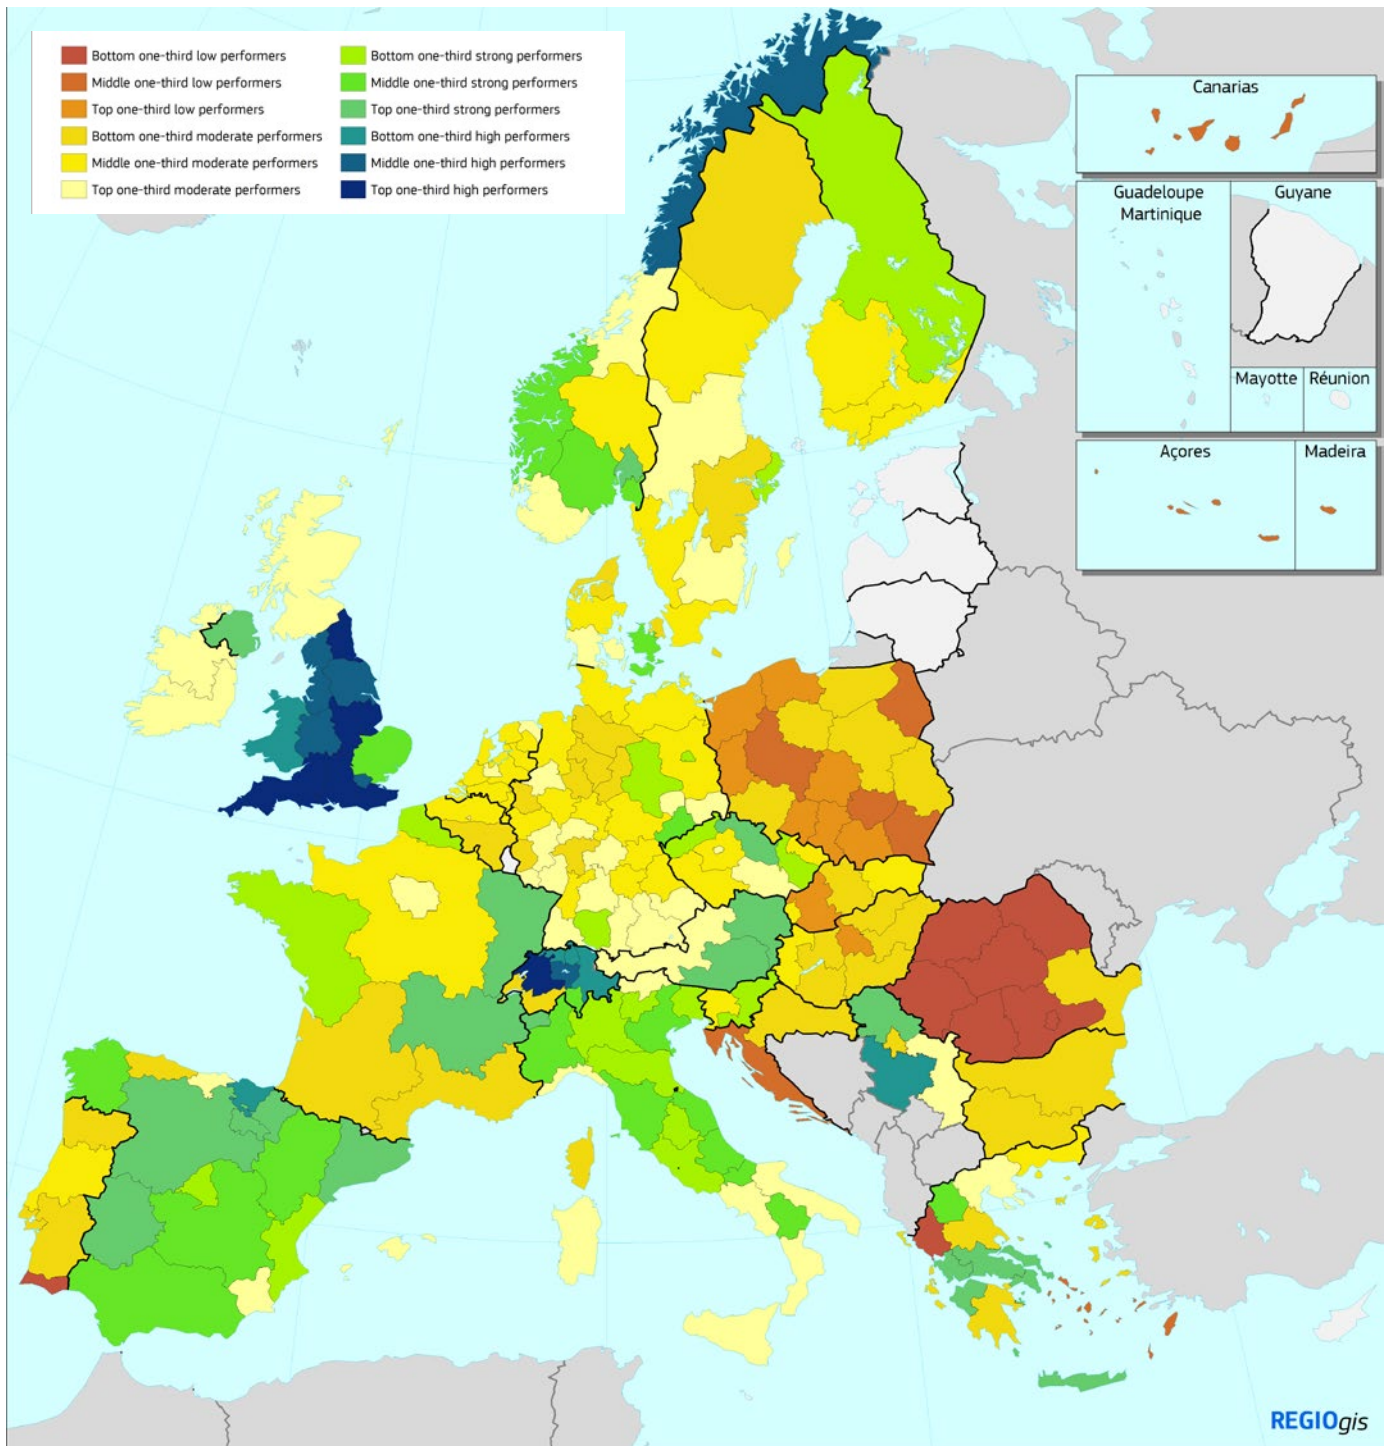 Bottom one-third low performers
Middle one-third low performers
Top one-third low performers
Bottom one-third moderate performers
Middle one-third moderate performers
Top one-third moderate performers
Bottom one-third strong performers
Middle one-third strong performers
Top one-third strong performers
Bottom one-third high performers
Middle one-third high performers
Top one-third high performers
Canarias
Guadeloupe
Martinique
Guyane
Mayotte
Réunion
Açores
Madeira
REGIOgis